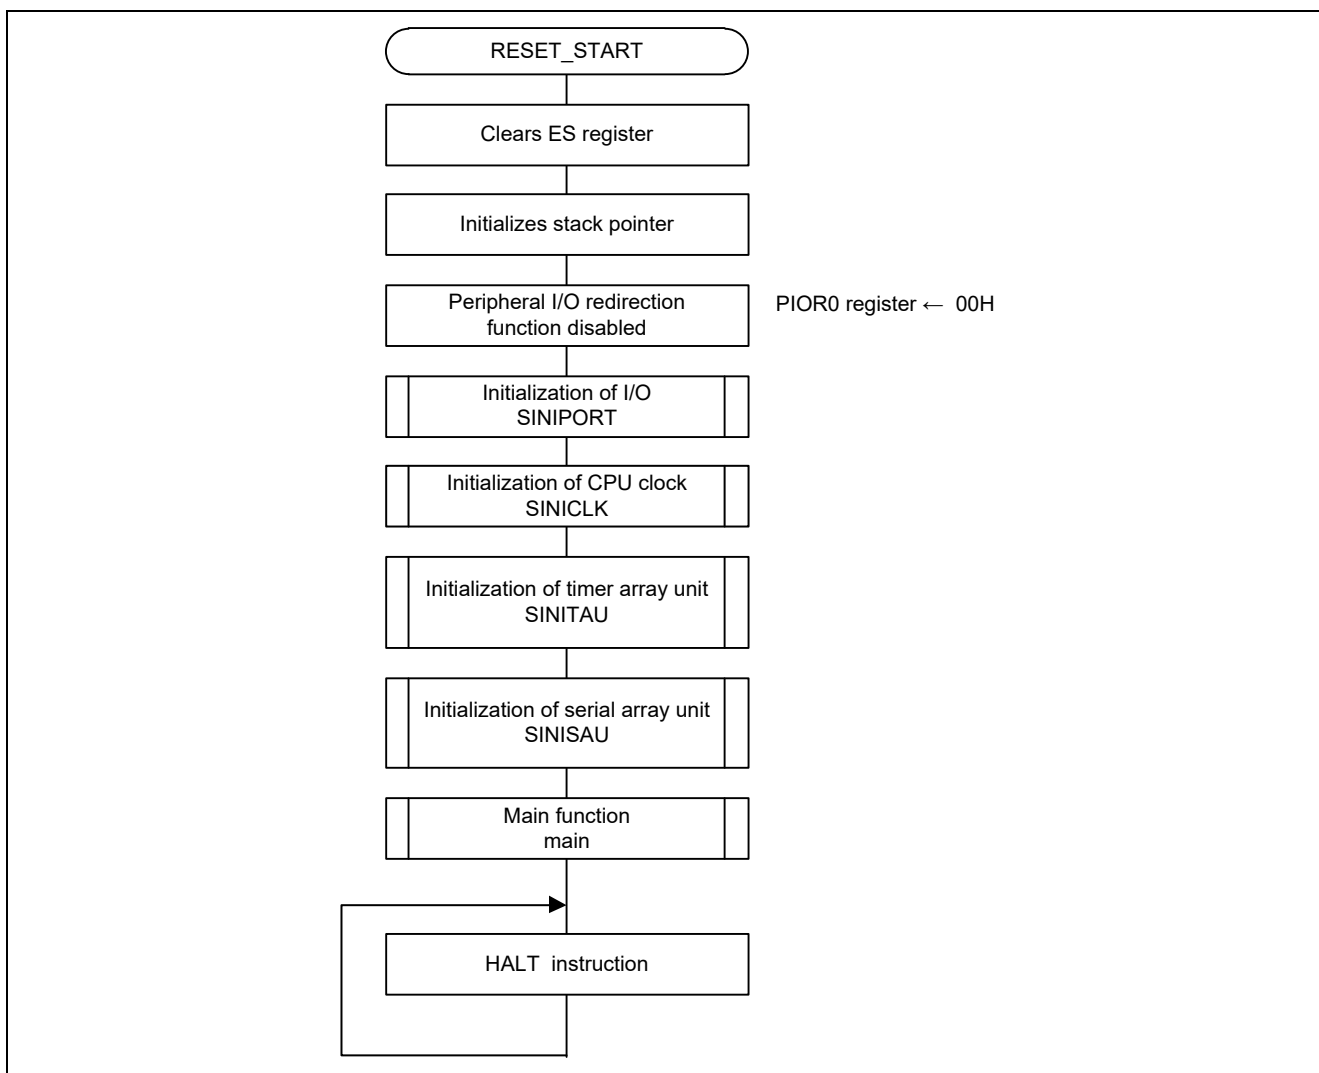 RESET_START
Clears ES register
Initializes stack pointer
Peripheral I/O redirection
function disabled
PIOR0 register ← 00H
Initialization of I/O
SINIPORT
Initialization of CPU clock
SINICLK
Initialization of timer array unit
SINITAU
Initialization of serial array unit
SINISAU
Main function
main
HALT instruction